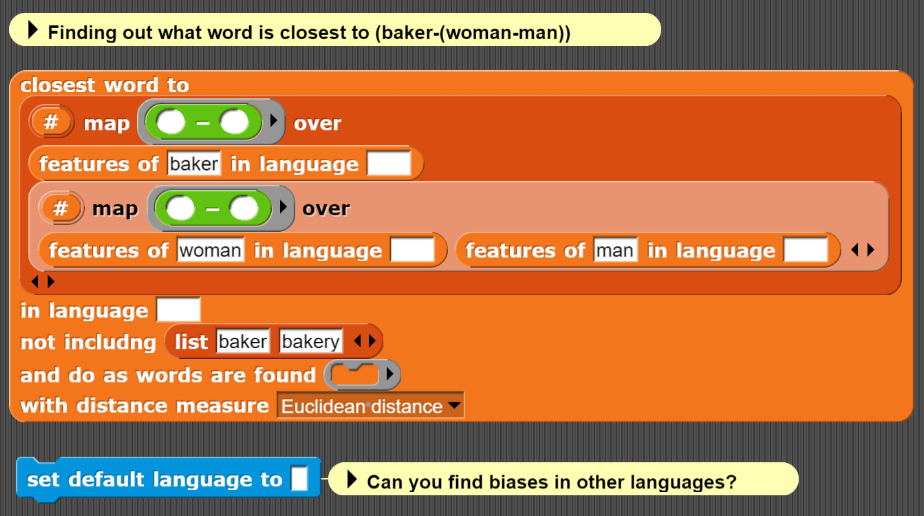 Finding out what word is closest to (baker-(woman-man))
closest word to
# map − over
features of baker in language
# map − over
features of woman in language features of man in language
in language
not includng list baker bakery
and do as words are found
with distance measure Euclidean distance
set default language to
Can you find biases in other languages?